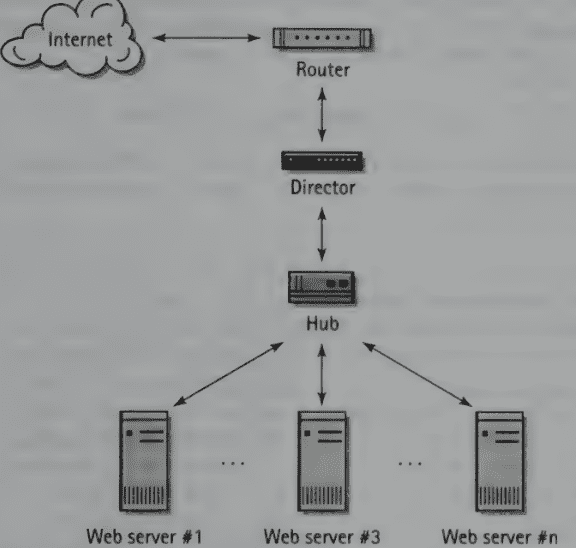 Internet
Router
Director
Hub
...
...
Web server #1
Web server #3
Web server #n